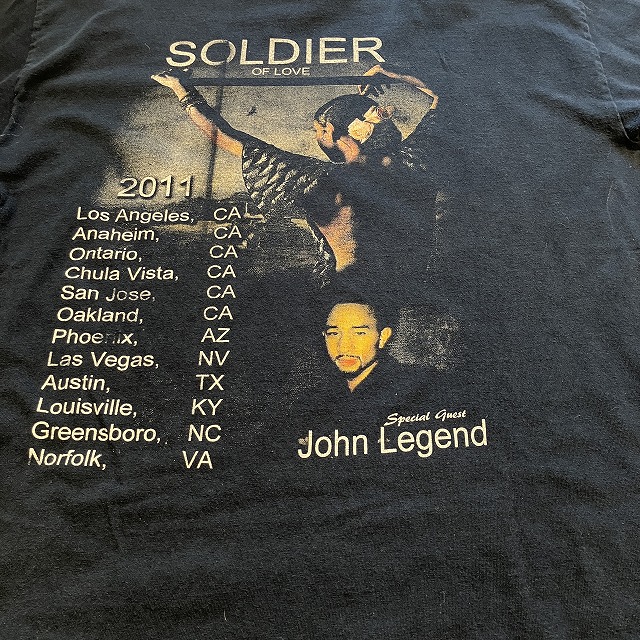 SOLDIER
OF LOVE
2011
Los Angeles, CA
Anaheim, CA
Ontario, CA
Chula Vista, CA
San Jose, CA
Oakland, CA
Phoenix, AZ
Las Vegas, NV
Austin, TX
Louisville, KY
Greensboro, NC
Norfolk, VA
Special Guest
John Legend